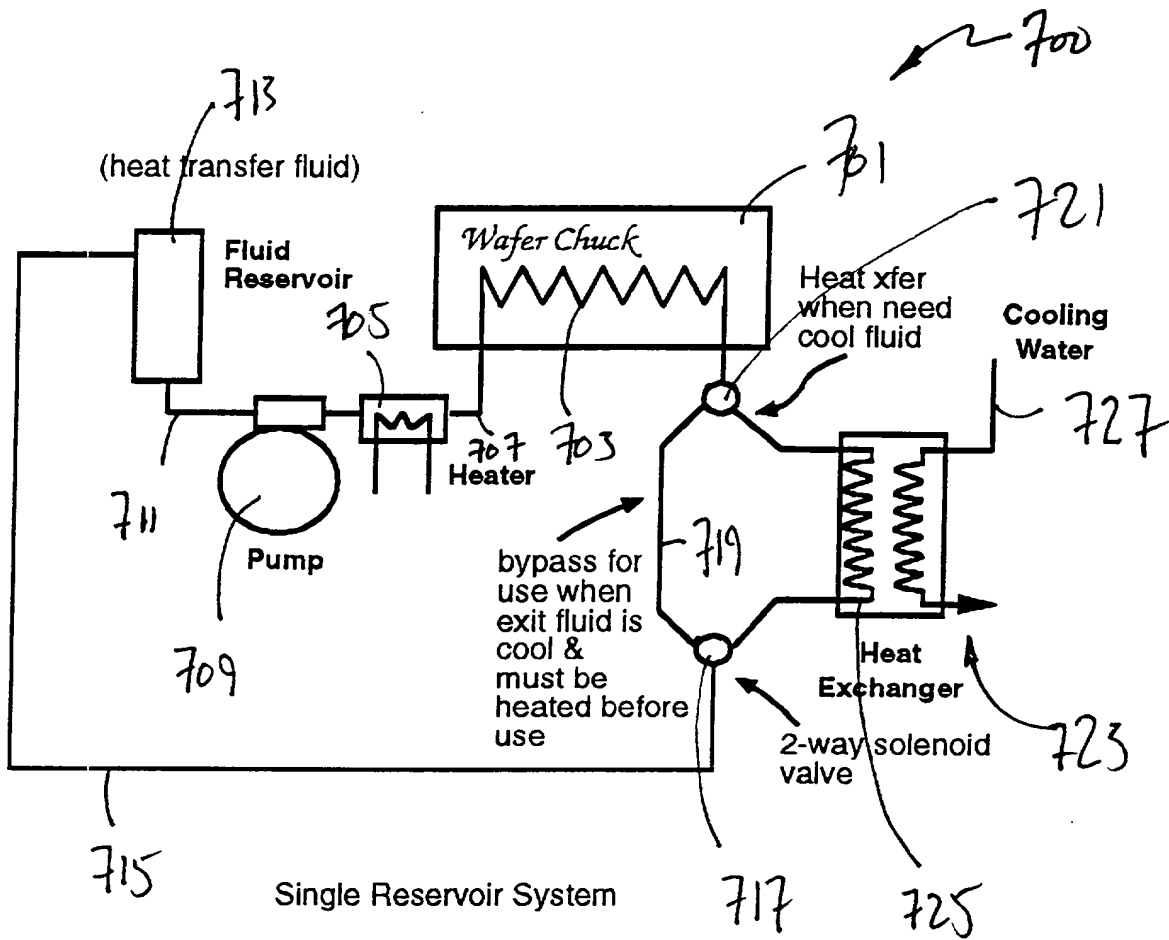 700
713
(heat transfer fluid)
701
721
Wafer Chuck
Fluid
Reservoir
Heat xfer
when need
cool fluid
Cooling
Water
705
707
703
727
Heater
711
Pump
719
bypass for
use when
exit fluid is
cool &
must be
heated before
use
709
Heat
Exchanger
2-way solenoid
valve
723
715
Single Reservoir System
717
725